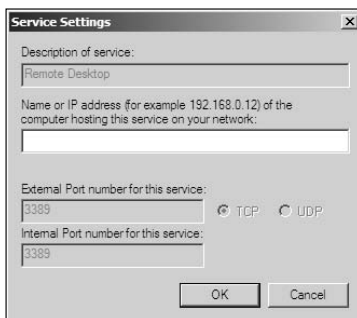 Service Settings
Description of service:
Remote Desktop
Name or IP address (for example 192.168.0.12) of the
computer hosting this service on your network:
External Port number for this service:
3389 TCP UDP
Internal Port number for this service:
3389
OK Cancel